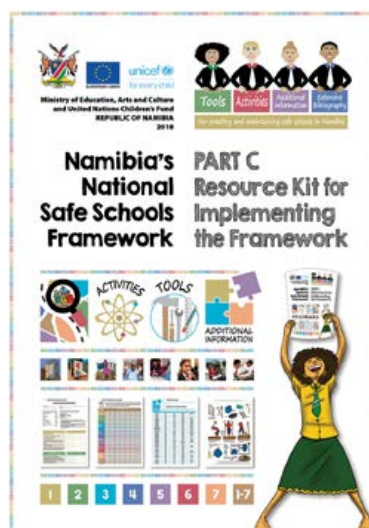 EUROPEAN UNION
unicef
for every child
Ministry of Education, Arts and Culture
and United Nations Children's Fund
REPUBLIC OF NAMIBIA
2018
Tools
Activities
Additional
Information
Extensive
Bibliography
for creating and maintaining safe schools in Namibia
Namibia's
National
Safe Schools
Framework
PART C
Resource Kit for
Implementing
the Framework
ACTIVITIES
TOOLS
ADDITIONAL
INFORMATION
1 2 3 4 5 6 7 1-7